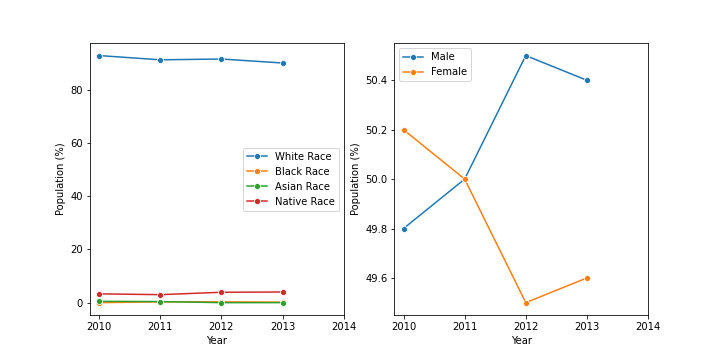 80
60
40
20
0
Population (%)
2010 2011 2012 2013 2014
Year
White Race
Black Race
Asian Race
Native Race
50.4
50.2
50.0
49.8
49.6
Population (%)
2010 2011 2012 2013 2014
Year
Male
Female